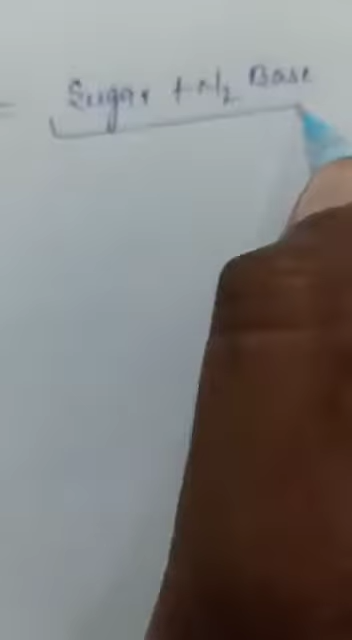 = Sugar + N2 Base